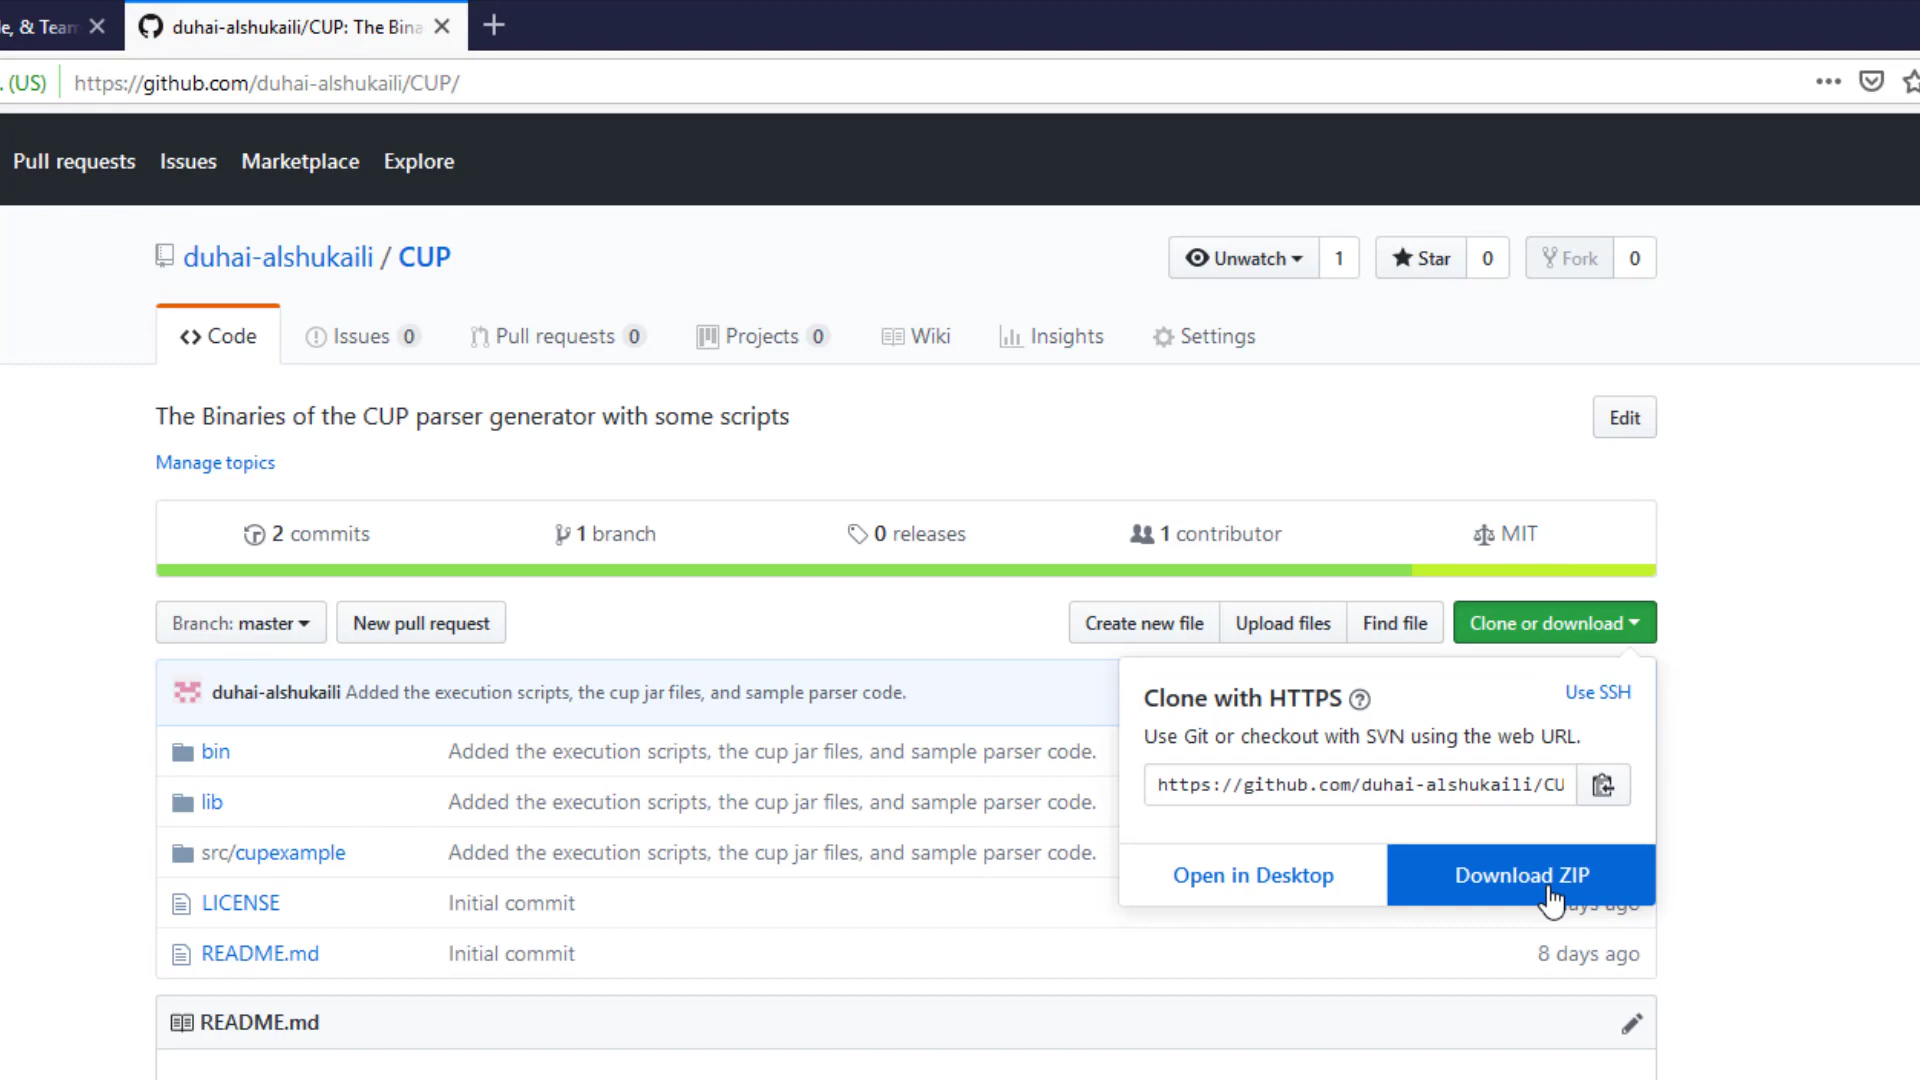 le, & Team
duhai-alshukaili/CUP: The Bina
. (US) https://github.com/duhai-alshukaili/CUP/
Pull requests Issues Marketplace Explore
duhai-alshukaili / CUP
Unwatch 1 Star 0 Fork 0
Code Issues 0 Pull requests 0 Projects 0 Wiki Insights Settings
The Binaries of the CUP parser generator with some scripts
Edit
Manage topics
2 commits 1 branch 0 releases 1 contributor MIT
Branch: master New pull request Create new file Upload files Find file Clone or download
duhai-alshukaili Added the execution scripts, the cup jar files, and sample parser code.
Clone with HTTPS ? Use SSH
Use Git or checkout with SVN using the web URL.
https://github.com/duhai-alshukaili/CU
Open in Desktop Download ZIP
bin Added the execution scripts, the cup jar files, and sample parser code.
lib Added the execution scripts, the cup jar files, and sample parser code.
src/cupexample Added the execution scripts, the cup jar files, and sample parser code.
LICENSE Initial commit ays ago
README.md Initial commit 8 days ago
README.md